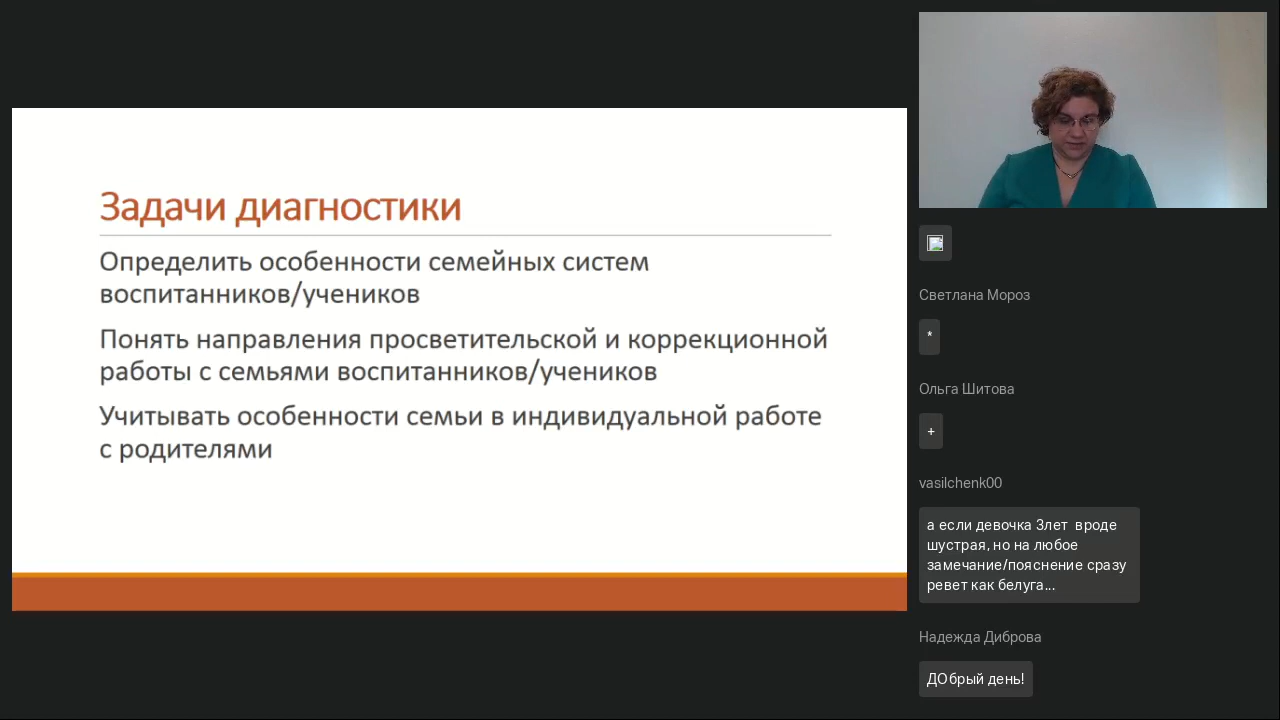 Задачи диагностики
Определить особенности семейных систем
воспитанников/учеников
Понять направления просветительской и коррекционной
работы с семьями воспитанников/учеников
Учитывать особенности семьи в индивидуальной работе
с родителями
Светлана Мороз
*
Ольга Шитова
+
vasilchenk00
а если девочка 3лет  вроде
шустрая, но на любое
замечание/пояснение сразу
ревет как белуга...
Надежда Диброва
ДОбрый день!